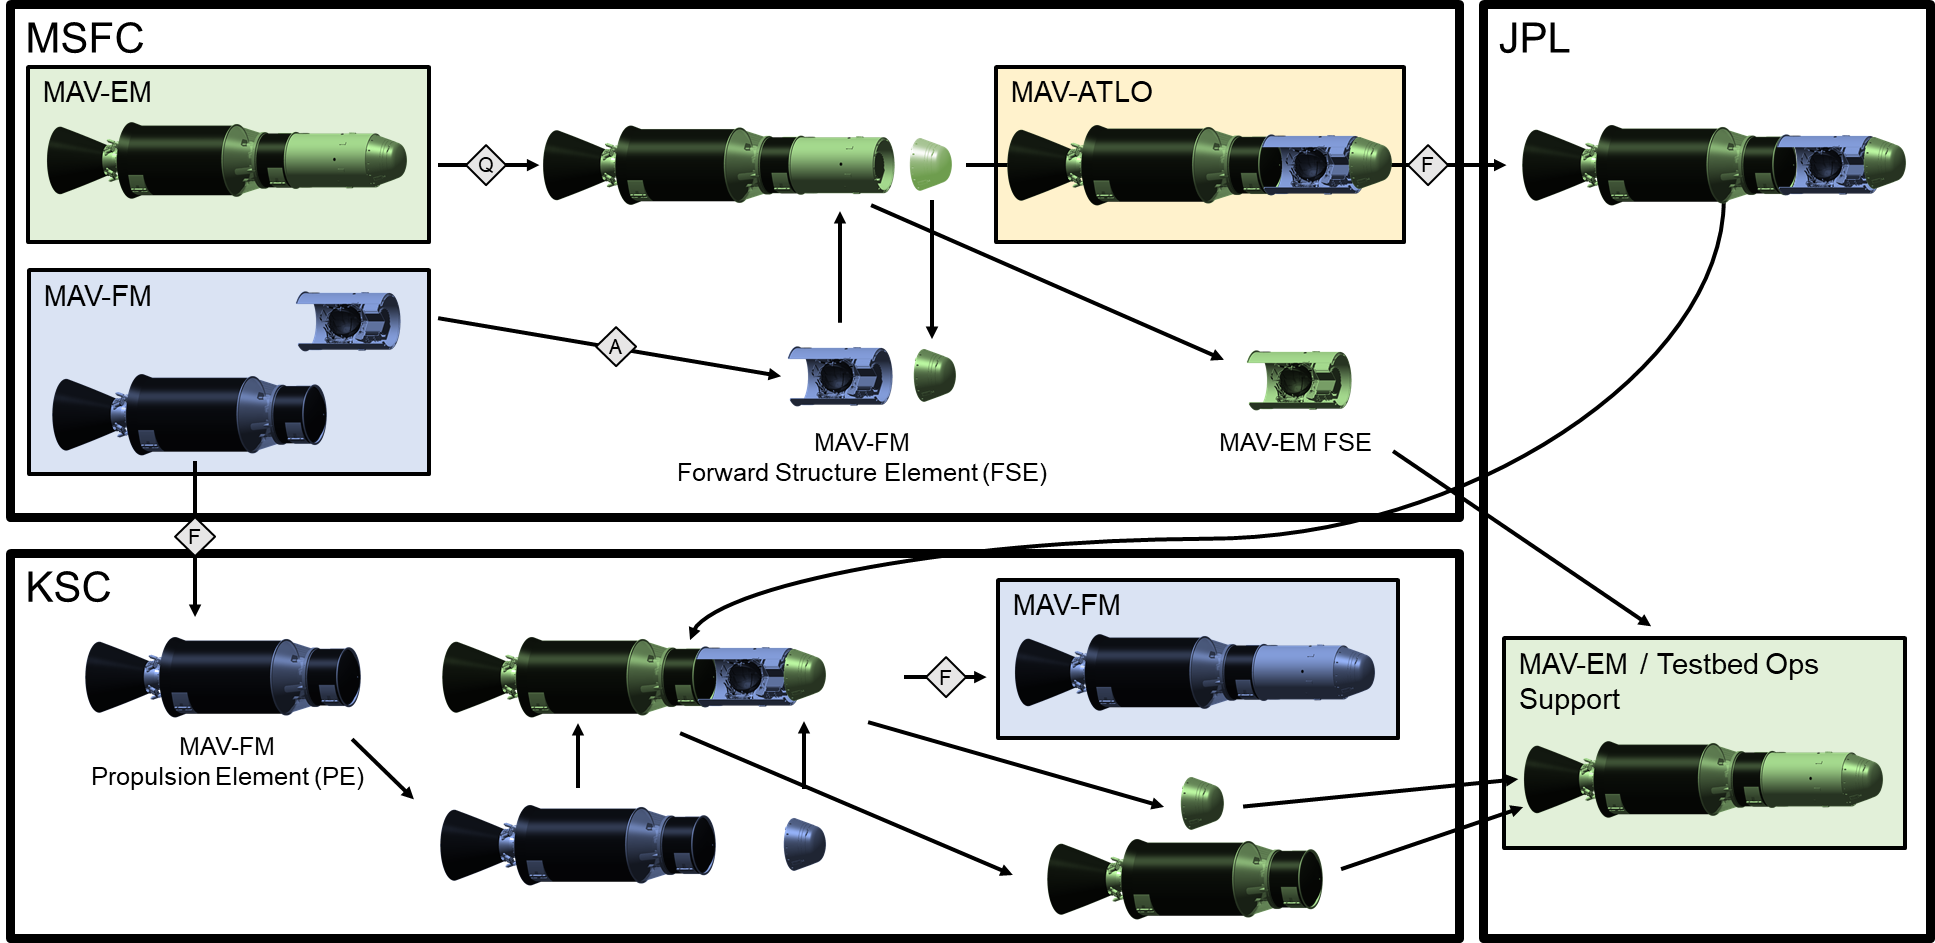 MSFC
JPL
MAV-EM
MAV-ATLO
Q
F
MAV-FM
A
MAV-FM
Forward Structure Element (FSE)
MAV-EM FSE
F
KSC
MAV-FM
F
MAV-FM
Propulsion Element (PE)
MAV-EM / Testbed Ops
Support